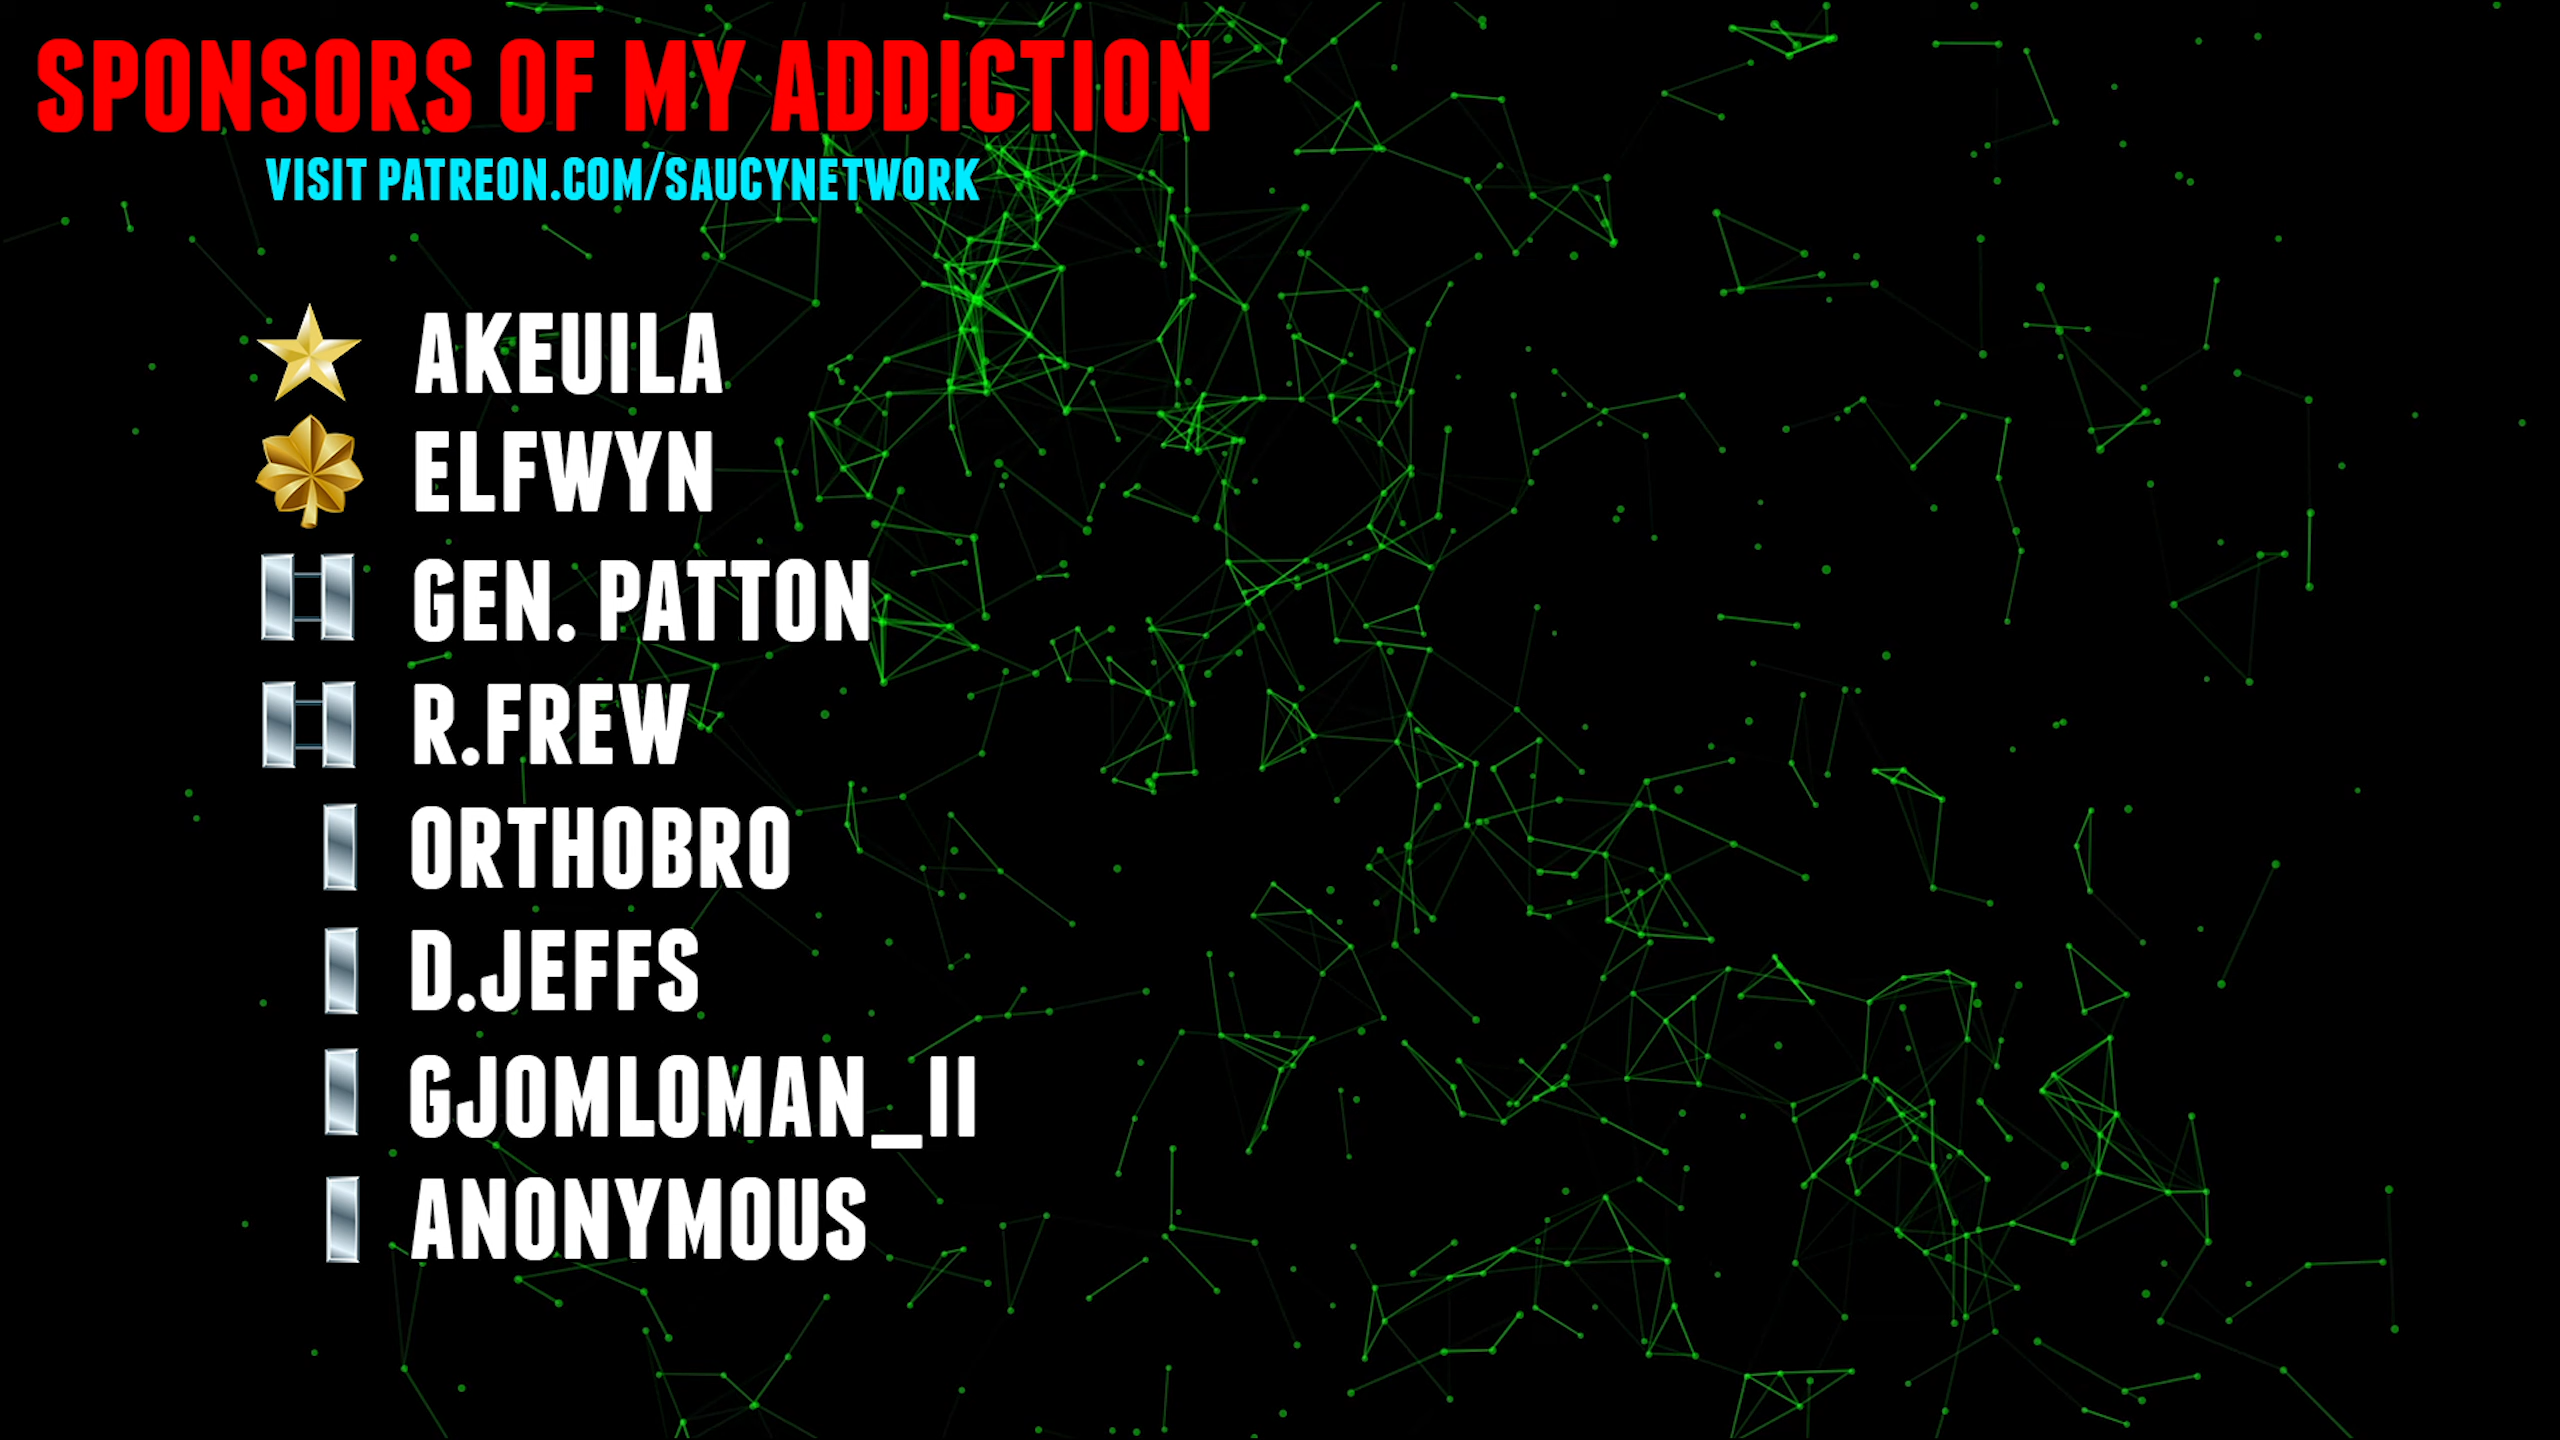 SPONSORS OF MY ADDICTION
VISIT PATREON.COM/SAUCYNETWORK
AKEUILA
ELFWYN
GEN. PATTON
R.FREW
ORTHOBRO
D.JEFFS
GJOMLOMAN_II
ANONYMOUS